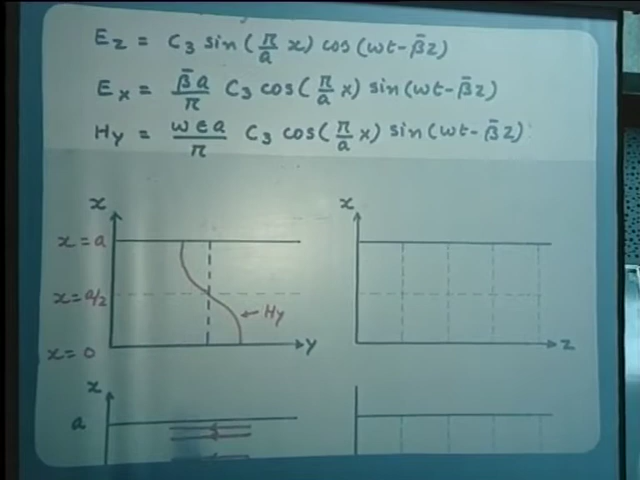 Ez = C3 sin(π/a x) cos(ωt-β̄z)
Ex = β̄a/π C3 cos(π/a x) sin(ωt-β̄z)
Hy = ωεa/π C3 cos(π/a x) sin(ωt-β̄z)
x
x
x=a
x=a/2
Hy
x=0
y
z
x
a